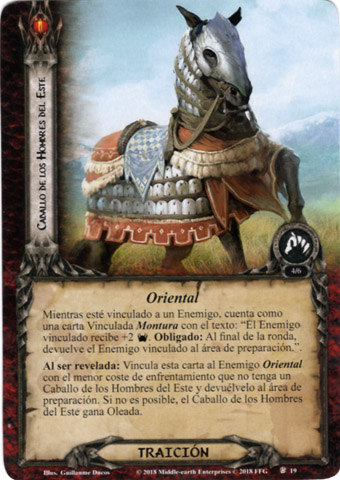 CABALLO DE LOS HOMBRES DEL ESTE
4/6
Oriental
Mientras esté vinculado a un Enemigo, cuenta como
una carta Vinculada Montura con el texto: “El Enemigo
vinculado recibe +2 . Obligado: Al final de la ronda,
devuelve el Enemigo vinculado al área de preparación.”.
Al ser revelada: Vincula esta carta al Enemigo Oriental
con el menor coste de enfrentamiento que no tenga un
Caballo de los Hombres del Este y devuélvelo al área de
preparación. Si no es posible, el Caballo de los Hombres
del Este gana Oleada.
TRAICIÓN
Illus. Guillaume Ducos © 2018 Middle-earth Enterprises © 2018 FFG 19